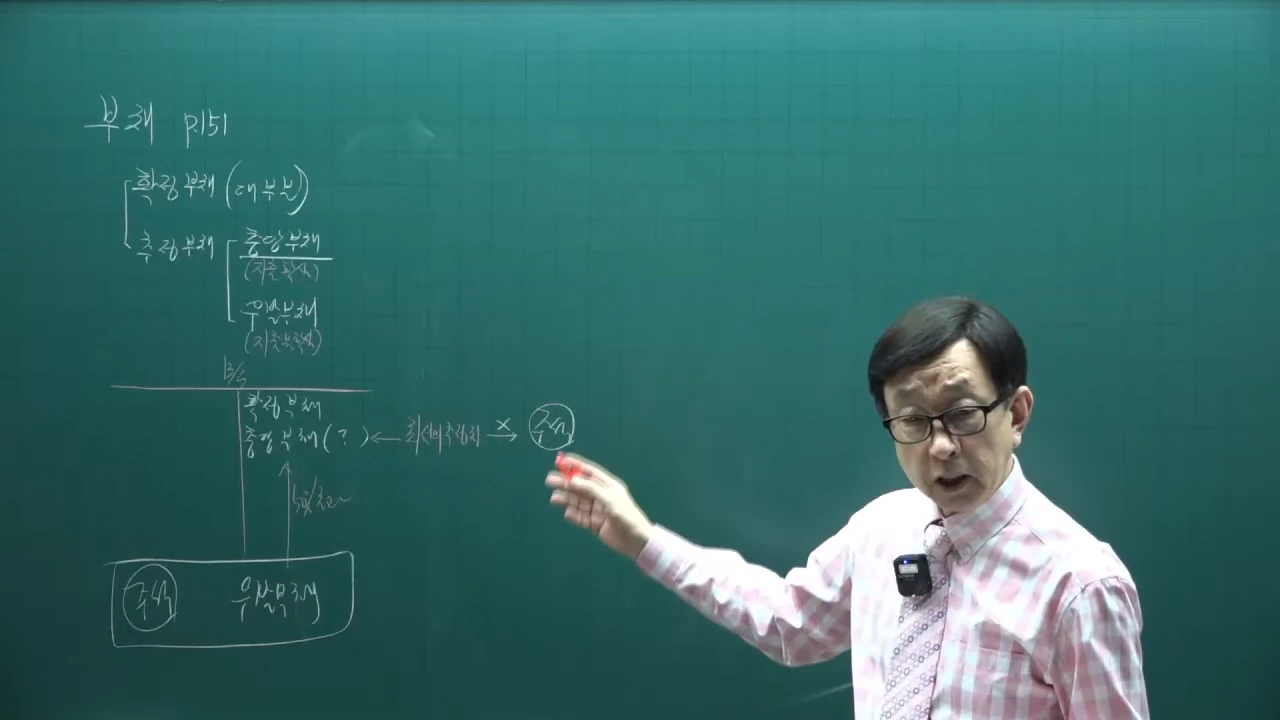 부채 P.151
확정부채 (대부분)
추정부채
충당부채
(지출확실)
우발부채
(지출불확실)
B/S
확정부채
충당부채 (?) ← 최선의추정치 X→ 주석
주석 우발부채